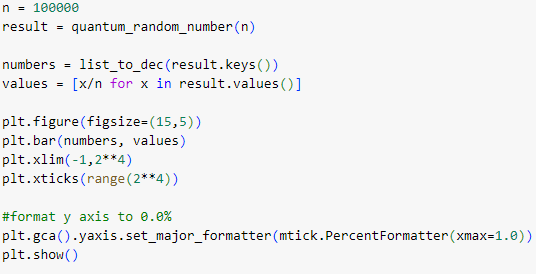 n = 100000
result = quantum_random_number(n)
numbers = list_to_dec(result.keys())
values = [x/n for x in result.values()]
plt.figure(figsize=(15,5))
plt.bar(numbers, values)
plt.xlim(-1,2**4)
plt.xticks(range(2**4))
#format y axis to 0.0%
plt.gca().yaxis.set_major_formatter(mtick.PercentFormatter(xmax=1.0))
plt.show()